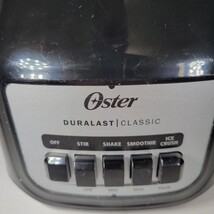 Oster
DURALAST | CLASSIC
OFF STIR SHAKE SMOOTHIE ICE CRUSH